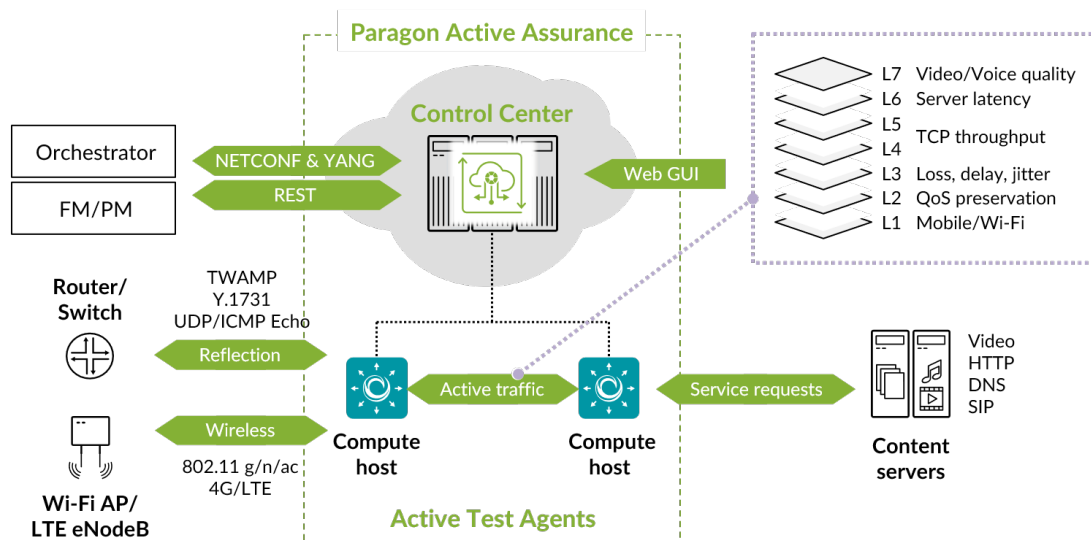 Paragon Active Assurance
Control Center
Orchestrator
FM/PM
NETCONF & YANG
REST
Web GUI
L7 Video/Voice quality
L6 Server latency
L5
TCP throughput
L4
L3 Loss, delay, jitter
L2 QoS preservation
L1 Mobile/Wi-Fi
Router/
Switch
TWAMP
Y.1731
UDP/ICMP Echo
Reflection
Active traffic
Service requests
Video
HTTP
DNS
SIP
Wireless
802.11 g/n/ac
4G/LTE
Compute
host
Compute
host
Content
servers
Wi-Fi AP/
LTE eNodeB
Active Test Agents